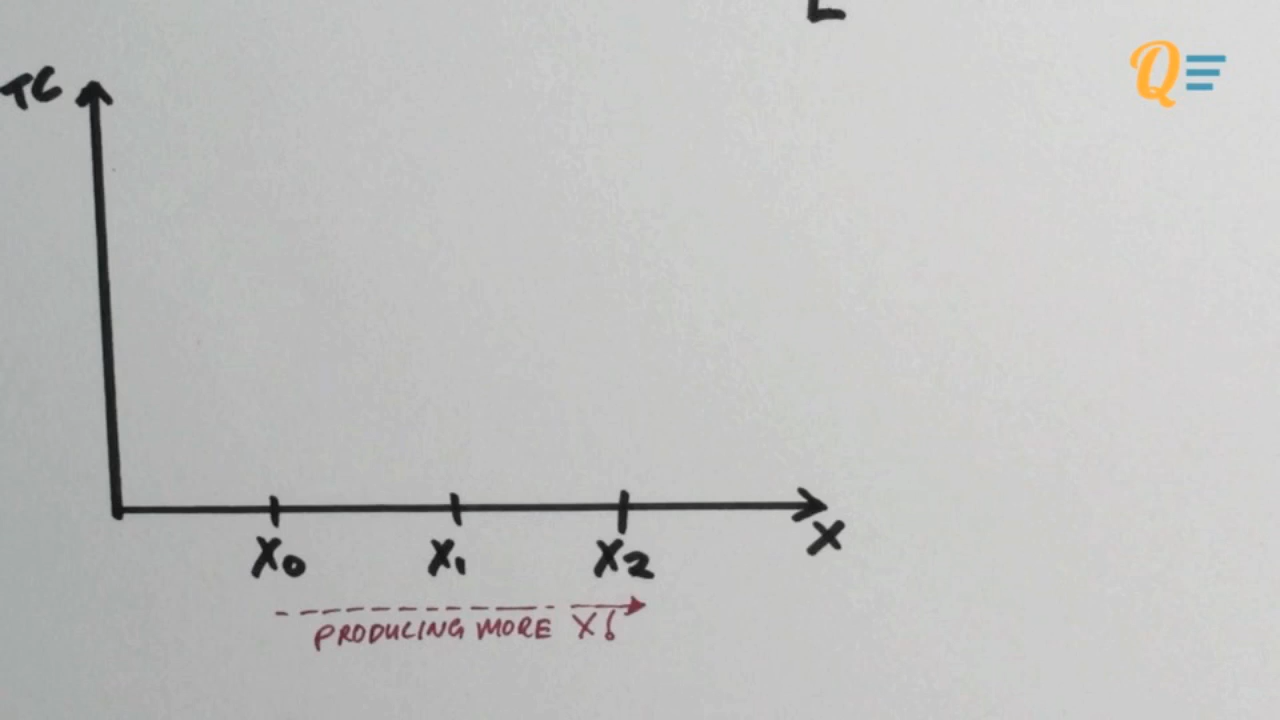 L
TC
X₀ X₁ X₂ X
PRODUCING MORE X!
Q